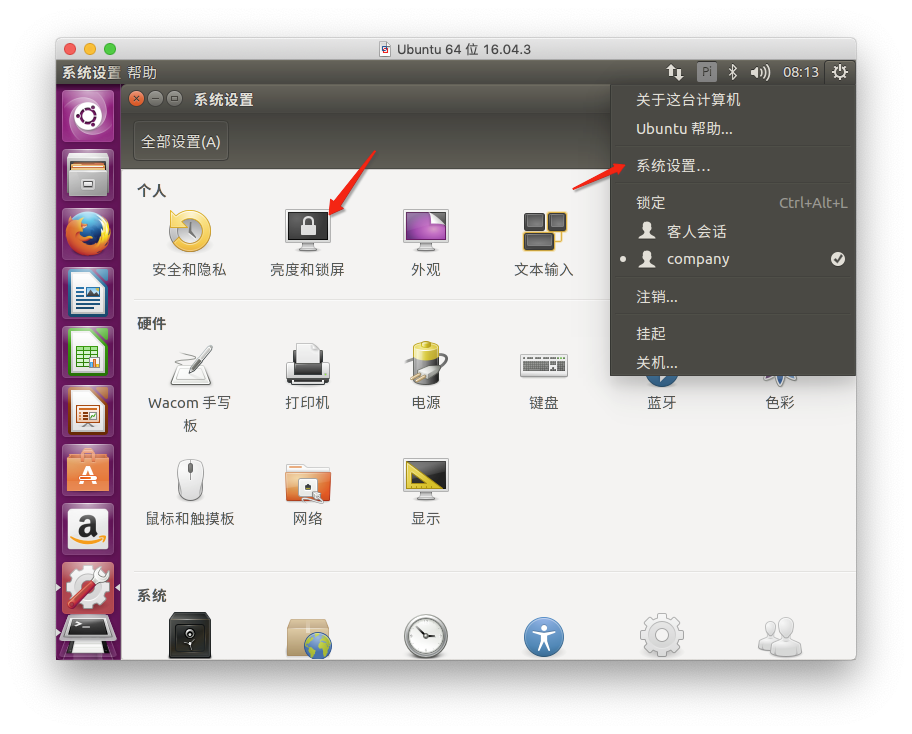 Ubuntu 64 位 16.04.3
系统设置 帮助
Pi
08:13
系统设置
全部设置(A)
关于这台计算机
Ubuntu 帮助...
系统设置...
锁定 Ctrl+Alt+L
客人会话
company
注销...
挂起
关机...
个人
安全和隐私
亮度和锁屏
外观
文本输入
硬件
Wacom 手写
板
打印机
电源
键盘
蓝牙
色彩
鼠标和触摸板
网络
显示
系统